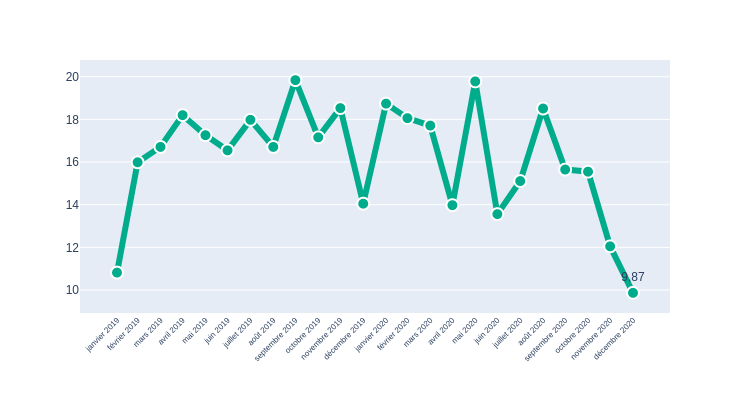 20
18
16
14
12
10
9.87
janvier 2019
février 2019
mars 2019
avril 2019
mai 2019
juin 2019
juillet 2019
août 2019
septembre 2019
octobre 2019
novembre 2019
décembre 2019
janvier 2020
février 2020
mars 2020
avril 2020
mai 2020
juin 2020
juillet 2020
août 2020
septembre 2020
octobre 2020
novembre 2020
décembre 2020